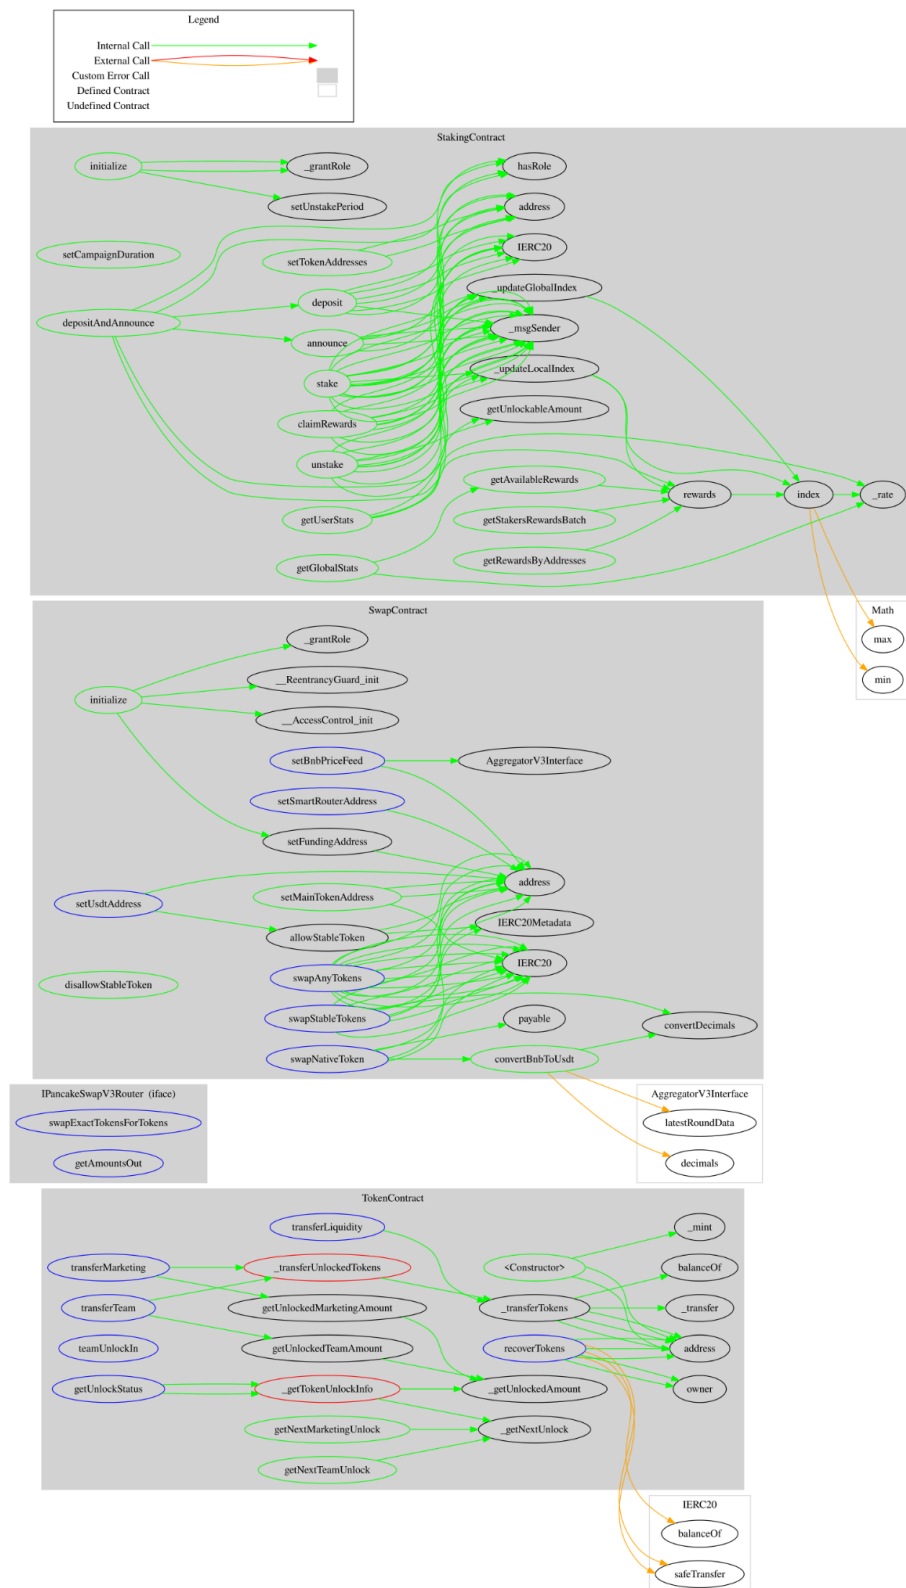 Legend
Internal Call
External Call
Custom Error Call
Defined Contract
Undefined Contract
StakingContract
initialize
_grantRole
hasRole
setUnstakePeriod
address
setCampaignDuration
setTokenAddresses
IERC20
deposit
_updateGlobalIndex
depositAndAnnounce
announce
_msgSender
stake
_updateLocalIndex
claimRewards
getUnlockableAmount
unstake
getAvailableRewards
rewards
index
_rate
getUserStats
getStakersRewardsBatch
getGlobalStats
getRewardsByAddresses
Math
max
min
SwapContract
_grantRole
initialize
__ReentrancyGuard_init
__AccessControl_init
setBnbPriceFeed
AggregatorV3Interface
setSmartRouterAddress
setFundingAddress
address
setUsdtAddress
setMainTokenAddress
IERC20Metadata
allowStableToken
IERC20
disallowStableToken
swapAnyTokens
swapStableTokens
payable
convertDecimals
swapNativeToken
convertBnbToUsdt
IPancakeSwapV3Router (iface)
swapExactTokensForTokens
getAmountsOut
AggregatorV3Interface
latestRoundData
decimals
TokenContract
transferLiquidity
_mint
transferMarketing
_transferUnlockedTokens
<Constructor>
balanceOf
transferTeam
getUnlockedMarketingAmount
_transferTokens
_transfer
teamUnlockIn
getUnlockedTeamAmount
recoverTokens
address
getUnlockStatus
_getTokenUnlockInfo
_getUnlockedAmount
owner
getNextMarketingUnlock
_getNextUnlock
getNextTeamUnlock
IERC20
balanceOf
safeTransfer